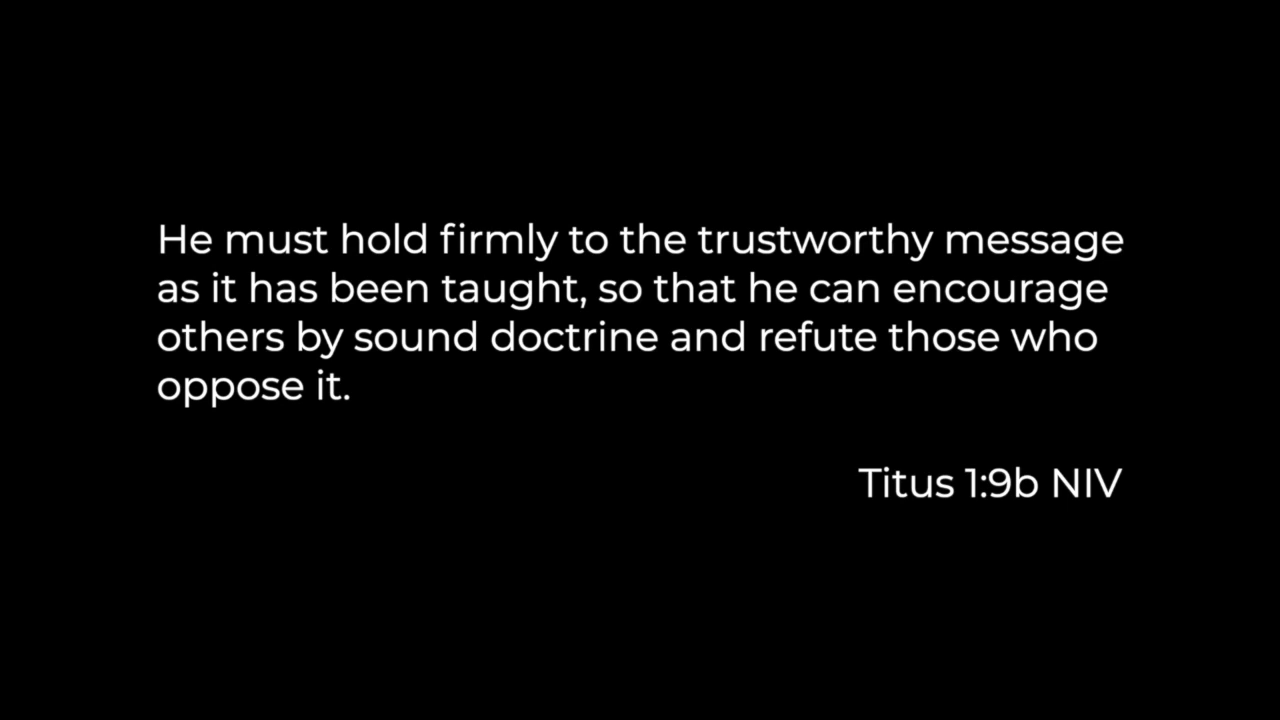 He must hold firmly to the trustworthy message
as it has been taught, so that he can encourage
others by sound doctrine and refute those who
oppose it.
Titus 1:9b NIV